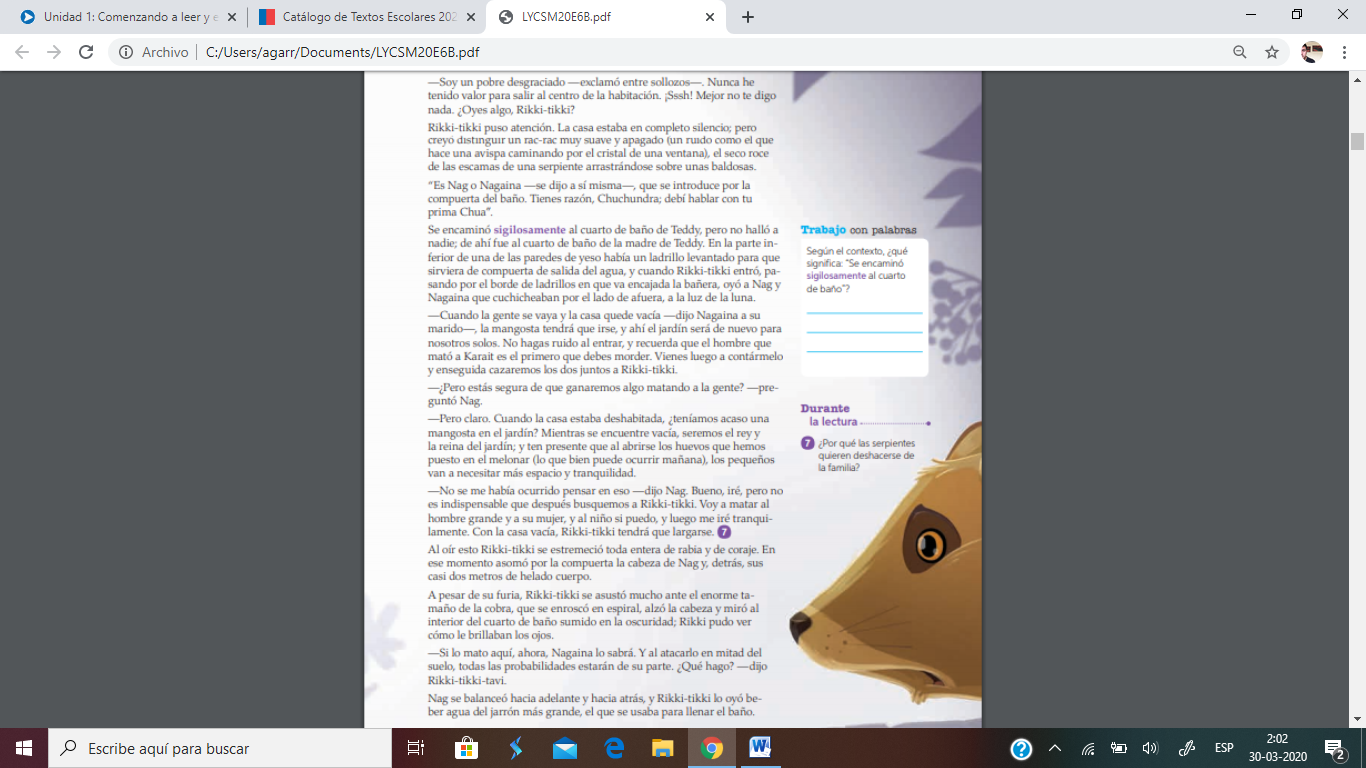 Unidad 1: Comenzando a leer y e
Catálogo de Textos Escolares 202
LYCSM20E6B.pdf
Archivo
C:/Users/agarr/Documents/LYCSM20E6B.pdf
—Soy un pobre desgraciado —exclamó entre sollozos—. Nunca he
tenido valor para salir al centro de la habitación. ¡Sssh! Mejor no te digo
nada. ¿Oyes algo, Rikki-tikki?
Rikki-tikki puso atención. La casa estaba en completo silencio; pero
creyó distinguir un rac-rac muy suave y apagado (un ruido como el que
hace una avispa caminando por el cristal de una ventana), el seco roce
de las escamas de una serpiente arrastrándose sobre unas baldosas.
“Es Nag o Nagaina —se dijo a sí misma—, que se introduce por la
compuerta del baño. Tienes razón, Chuchundra; debí hablar con tu
prima Chua”.
Se encaminó sigilosamente al cuarto de baño de Teddy, pero no halló a
nadie; de ahí fue al cuarto de baño de la madre de Teddy. En la parte in-
ferior de una de las paredes de yeso había un ladrillo levantado para que
sirviera de compuerta de salida del agua, y cuando Rikki-tikki entró, pa-
sando por el borde de ladrillos en que va encajada la bañera, oyó a Nag y
Nagaina que cuchicheaban por el lado de afuera, a la luz de la luna.
—Cuando la gente se vaya y la casa quede vacía —dijo Nagaina a su
marido—, la mangosta tendrá que irse, y ahí el jardín será de nuevo para
nosotros solos. No hagas ruido al entrar, y recuerda que el hombre que
mató a Karait es el primero que debes morder. Vienes luego a contármelo
y enseguida cazaremos los dos juntos a Rikki-tikki.
—¿Pero estás segura de que ganaremos algo matando a la gente? —pre-
guntó Nag.
—Pero claro. Cuando la casa estaba deshabitada, ¿teníamos acaso una
mangosta en el jardín? Mientras se encuentre vacía, seremos el rey y
la reina del jardín; y ten presente que al abrirse los huevos que hemos
puesto en el melonar (lo que bien puede ocurrir mañana), los pequeños
van a necesitar más espacio y tranquilidad.
—No se me había ocurrido pensar en eso —dijo Nag. Bueno, iré, pero no
es indispensable que después busquemos a Rikki-tikki. Voy a matar al
hombre grande y a su mujer, y al niño si puedo, y luego me iré tranqui-
lamente. Con la casa vacía, Rikki-tikki tendrá que largarse. 7
Al oír esto Rikki-tikki se estremeció toda entera de rabia y de coraje. En
ese momento asomó por la compuerta la cabeza de Nag y, detrás, sus
casi dos metros de helado cuerpo.
A pesar de su furia, Rikki-tikki se asustó mucho ante el enorme ta-
maño de la cobra, que se enroscó en espiral, alzó la cabeza y miró al
interior del cuarto de baño sumido en la oscuridad; Rikki pudo ver
cómo le brillaban los ojos.
—Si lo mato aquí, ahora, Nagaina lo sabrá. Y al atacarlo en mitad del
suelo, todas las probabilidades estarán de su parte. ¿Qué hago? —dijo
Rikki-tikki-tavi.
Nag se balanceó hacia adelante y hacia atrás, y Rikki-tikki lo oyó be-
ber agua del jarrón más grande, el que se usaba para llenar el baño.
Trabajo con palabras
Según el contexto, ¿qué
significa: “Se encaminó
sigilosamente al cuarto
de baño”?
Durante
la lectura
7 ¿Por qué las serpientes
quieren deshacerse de
la familia?
Escribe aquí para buscar
ESP
2:02
30-03-2020
2